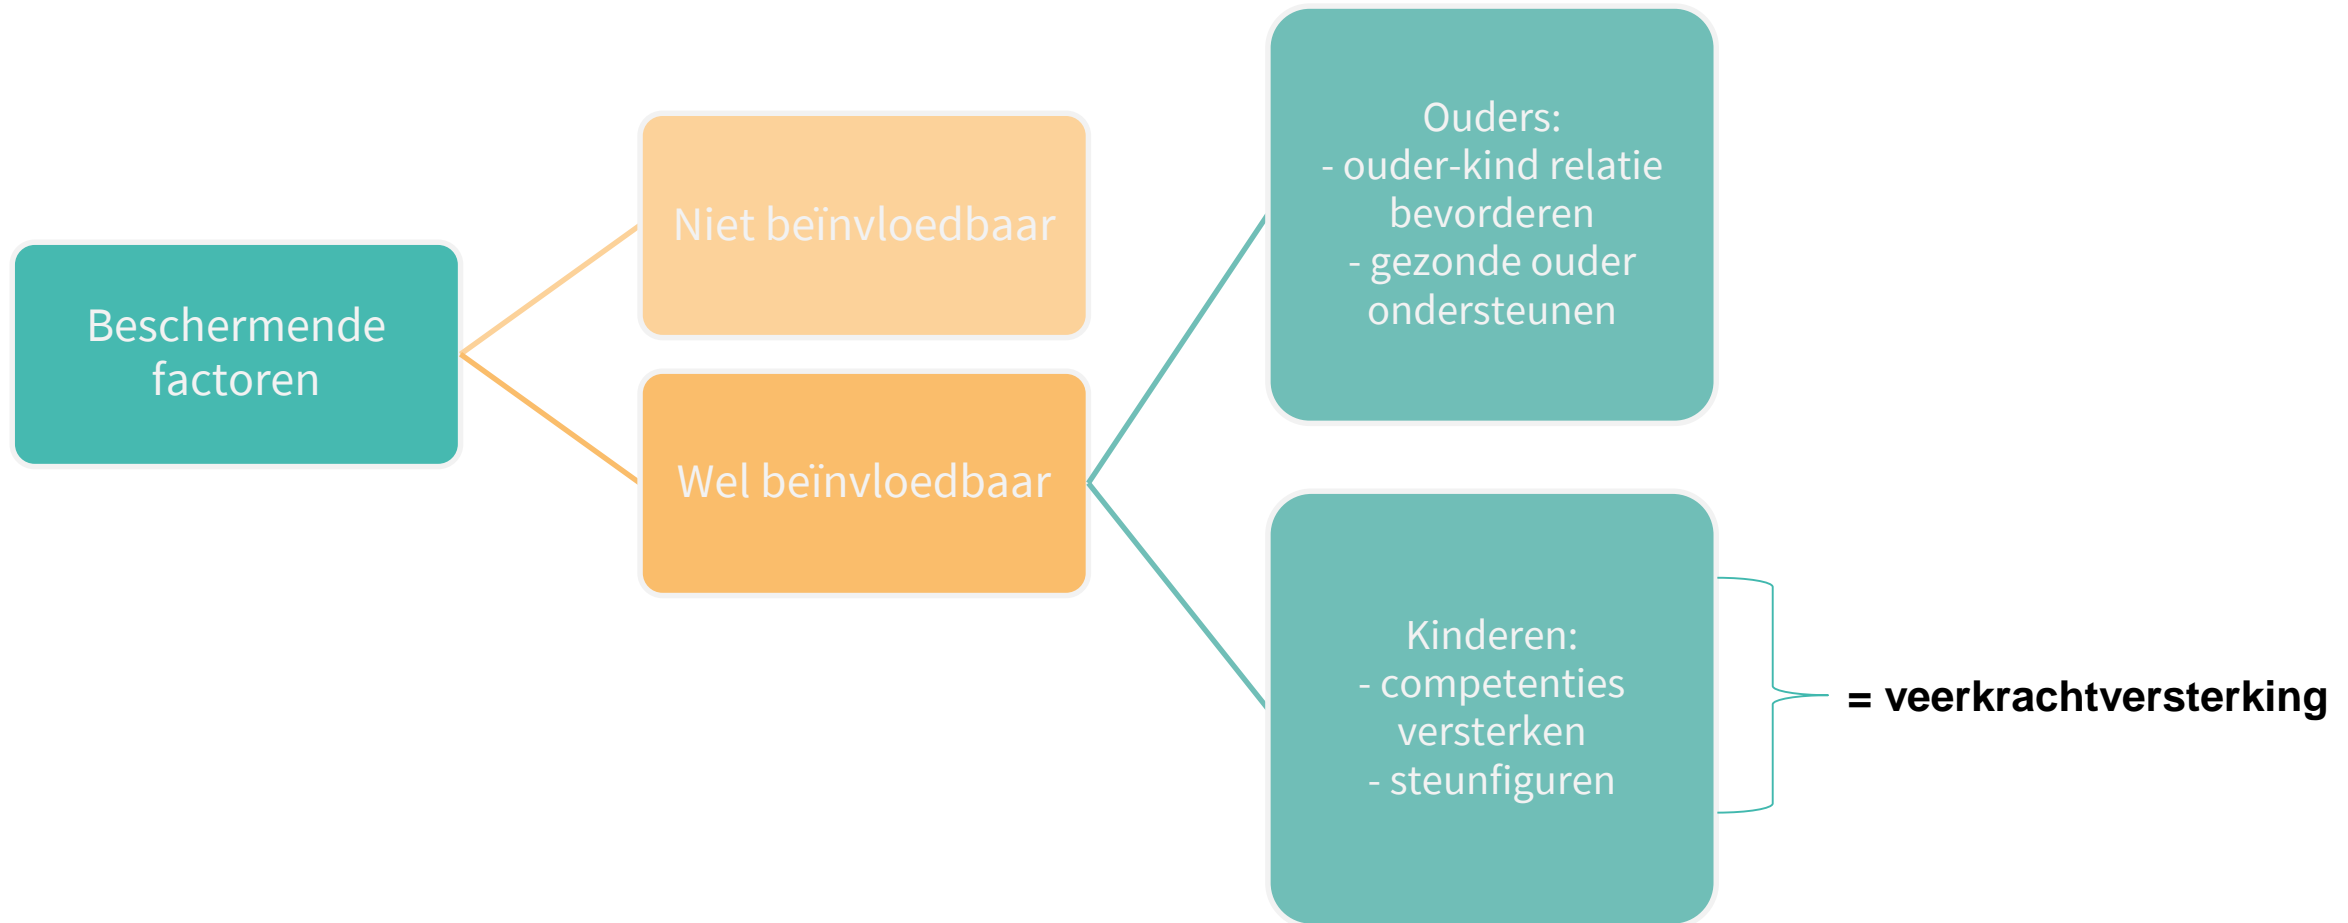 Beschermende
factoren
Niet beïnvloedbaar
Wel beïnvloedbaar
Ouders:
- ouder-kind relatie
bevorderen
- gezonde ouder
ondersteunen
Kinderen:
- competenties
versterken
- steunfiguren
= veerkrachtversterking